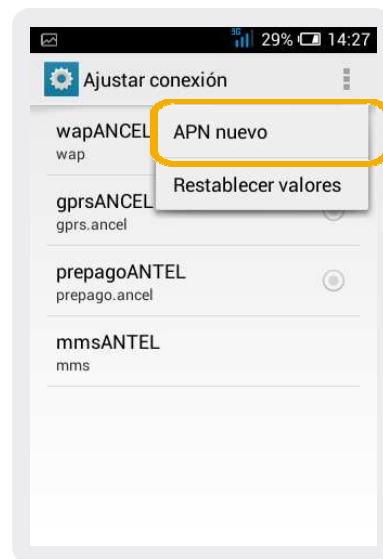 3G 29% 14:27
Ajustar conexión
wapANCEL
wap
APN nuevo
Restablecer valores
gprsANCEL
gprs.ancel
prepagoANTEL
prepago.ancel
mmsANTEL
mms